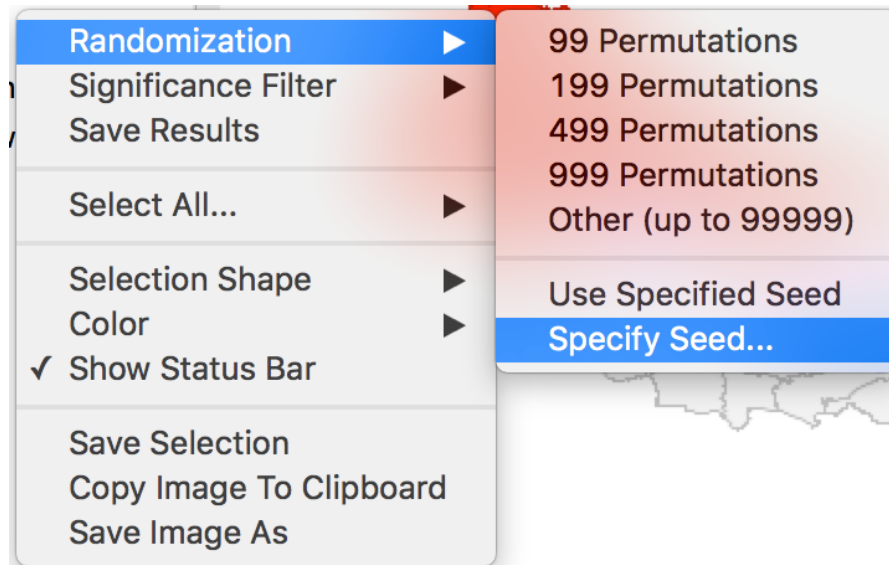 Randomization
Significance Filter
Save Results
Select All...
Selection Shape
Color
✓ Show Status Bar
Save Selection
Copy Image To Clipboard
Save Image As
99 Permutations
199 Permutations
499 Permutations
999 Permutations
Other (up to 99999)
Use Specified Seed
Specify Seed...